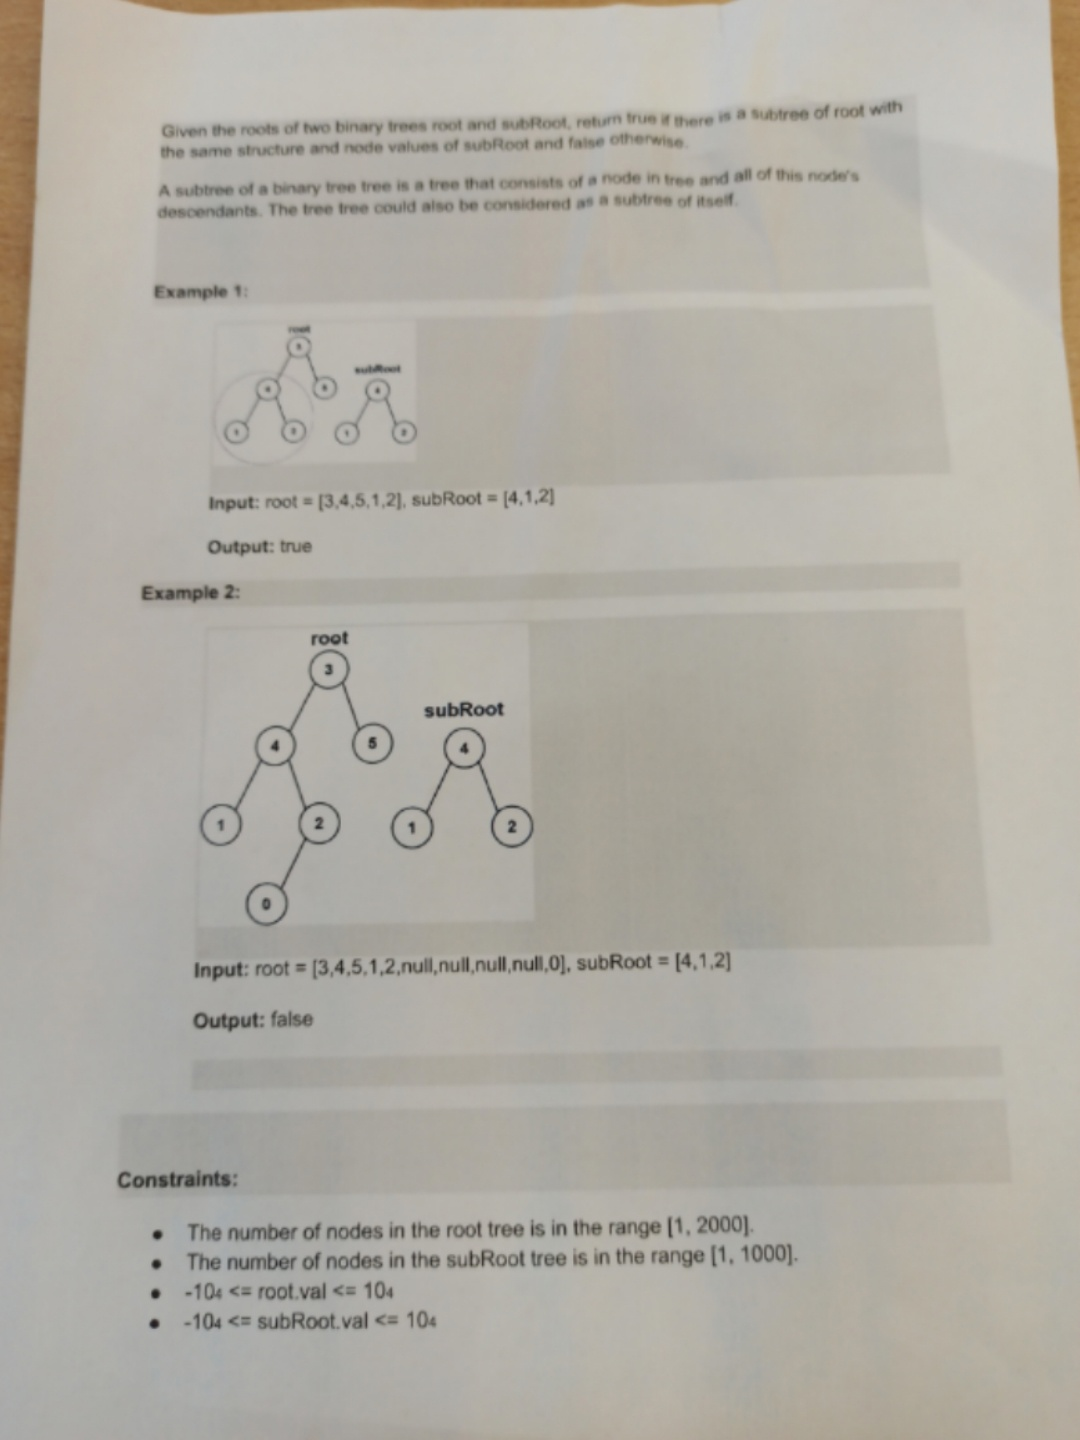 Given the roots of two binary trees root and subRoot, return true if there is a subtree of root with
the same structure and node values of subRoot and false otherwise.
A subtree of a binary tree tree is a tree that consists of a node in tree and all of this node's
descendants. The tree tree could also be considered as a subtree of itself.
Example 1:
root
subRoot
Input: root = [3,4,5,1,2], subRoot = [4,1,2]
Output: true
Example 2:
root
3
subRoot
4 5 4
1 2 1 2
0
Input: root = [3,4,5,1,2,null,null,null,null,0], subRoot = [4,1,2]
Output: false
Constraints:
• The number of nodes in the root tree is in the range [1, 2000].
• The number of nodes in the subRoot tree is in the range [1, 1000].
• -104 <= root.val <= 104
• -104 <= subRoot.val <= 104